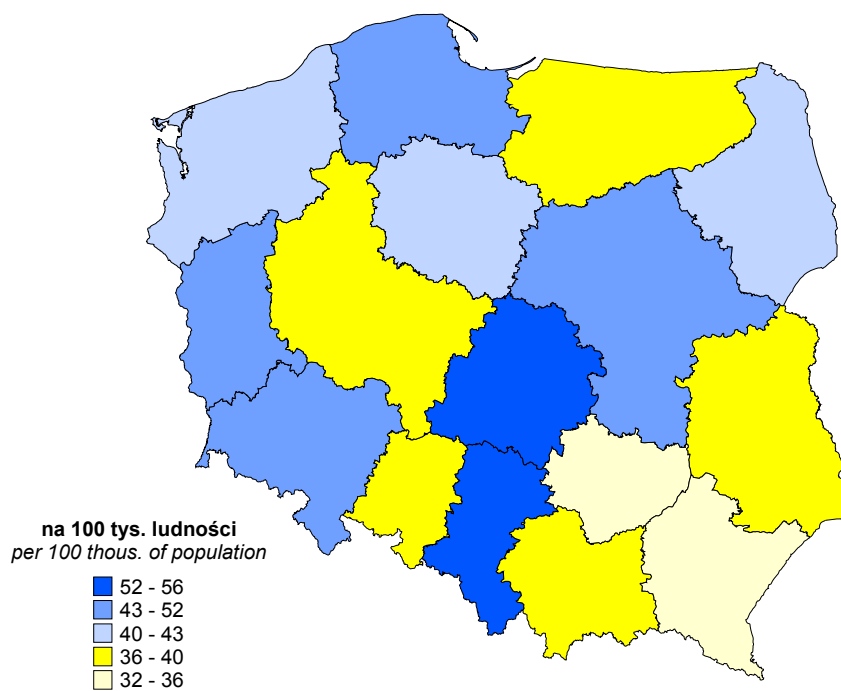 na 100 tys. ludności
per 100 thous. of population
52 - 56
43 - 52
40 - 43
36 - 40
32 - 36